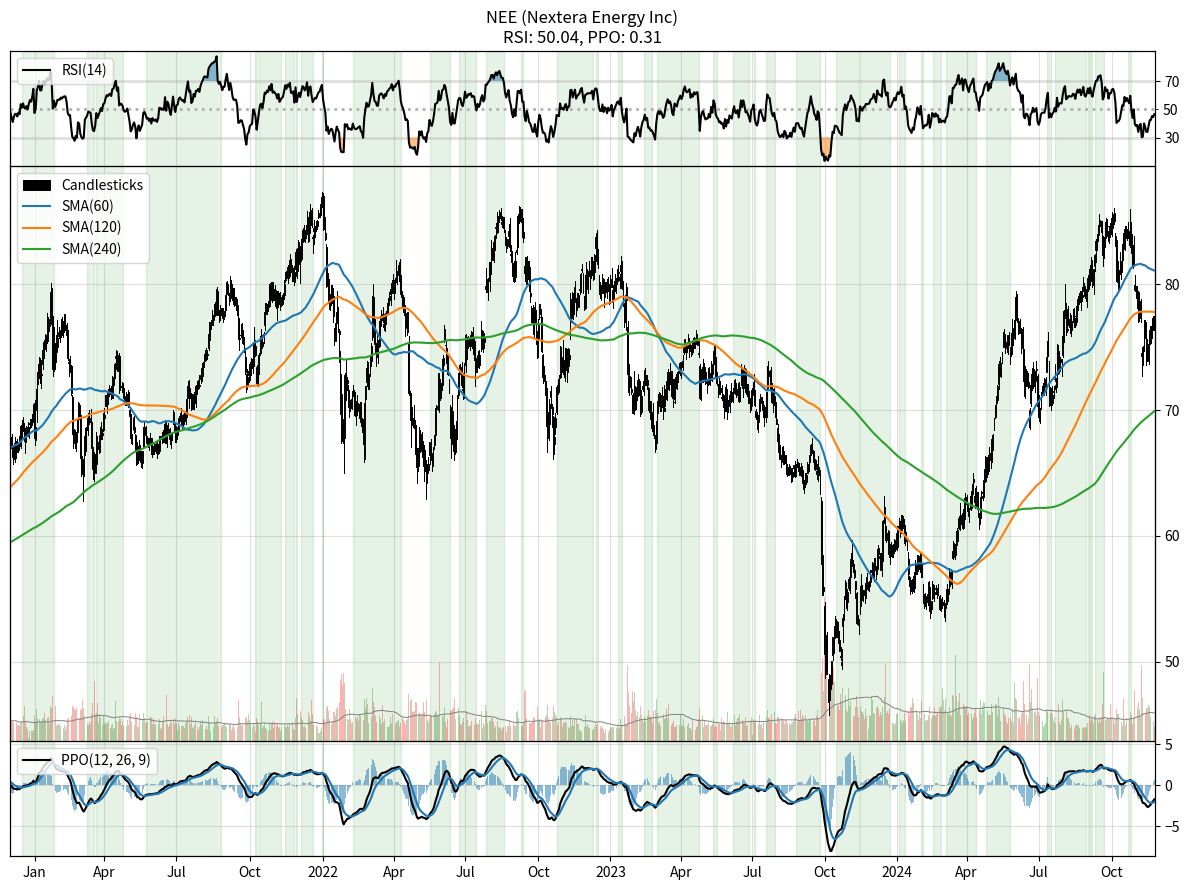 NEE (Nextera Energy Inc)
RSI: 50.04, PPO: 0.31
RSI(14)
70
50
30
Candlesticks
SMA(60)
SMA(120)
SMA(240)
80
70
60
50
PPO(12, 26, 9)
5
0
−5
Jan Apr Jul Oct 2022 Apr Jul Oct 2023 Apr Jul Oct 2024 Apr Jul Oct